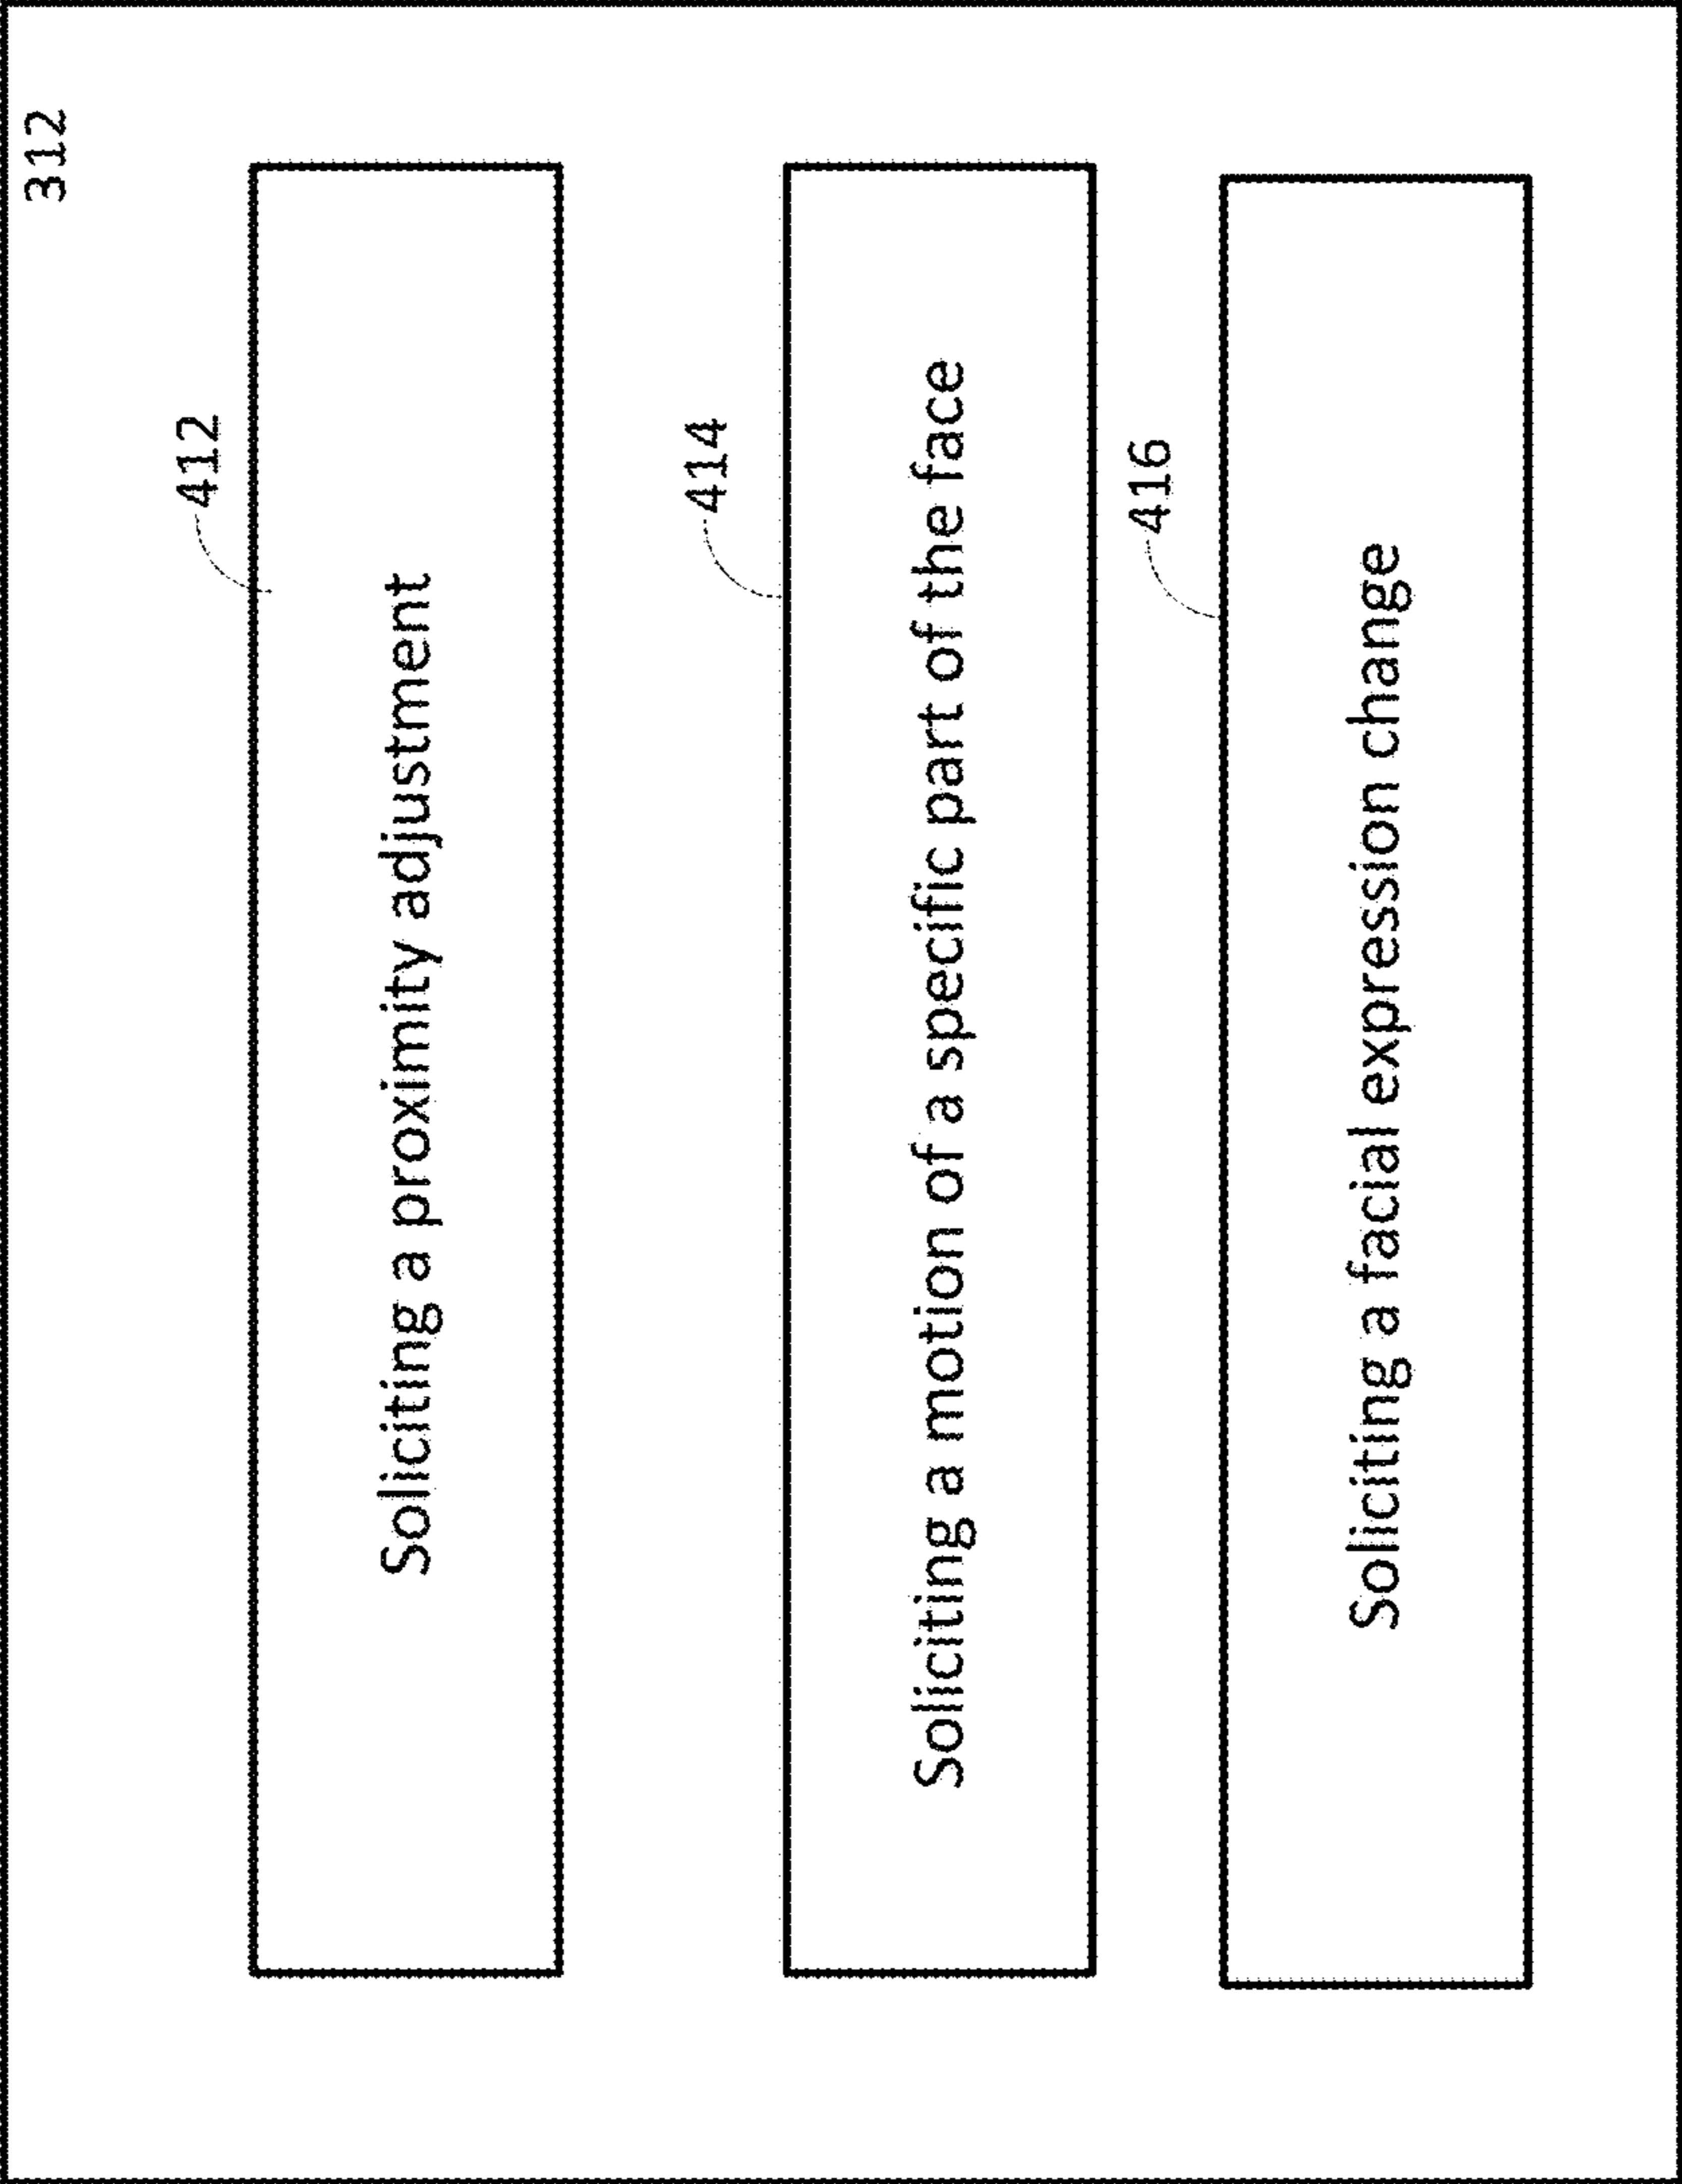 312
412
Soliciting a proximity adjustment
414
Soliciting a motion of a specific part of the face
416
Soliciting a facial expression change